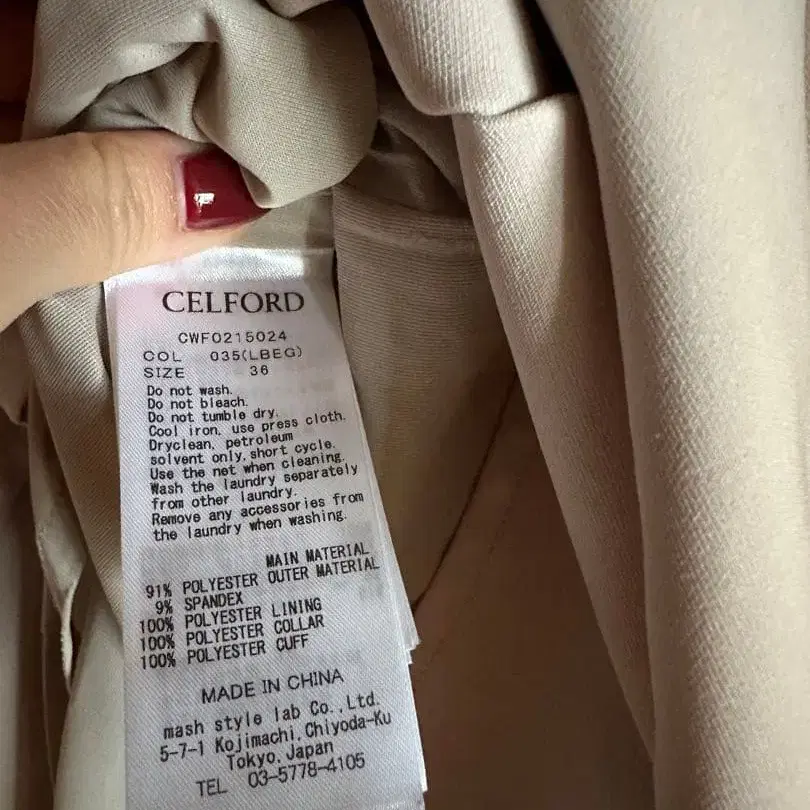 CELFORD
CWF0215024
COL 035(LBEG)
SIZE 36
Do not wash.
Do not bleach.
Do not tumble dry.
Cool iron, use press cloth.
Dryclean, petroleum
solvent only, short cycle.
Use the net when cleaning.
Wash the laundry separately
from other laundry.
Remove any accessories from
the laundry when washing.
MAIN MATERIAL
91% POLYESTER OUTER MATERIAL
9% SPANDEX
100% POLYESTER LINING
100% POLYESTER COLLAR
100% POLYESTER CUFF
MADE IN CHINA
mash style lab Co., Ltd.
5-7-1 Kojimachi, Chiyoda-Ku
Tokyo, Japan
TEL 03-5778-4105